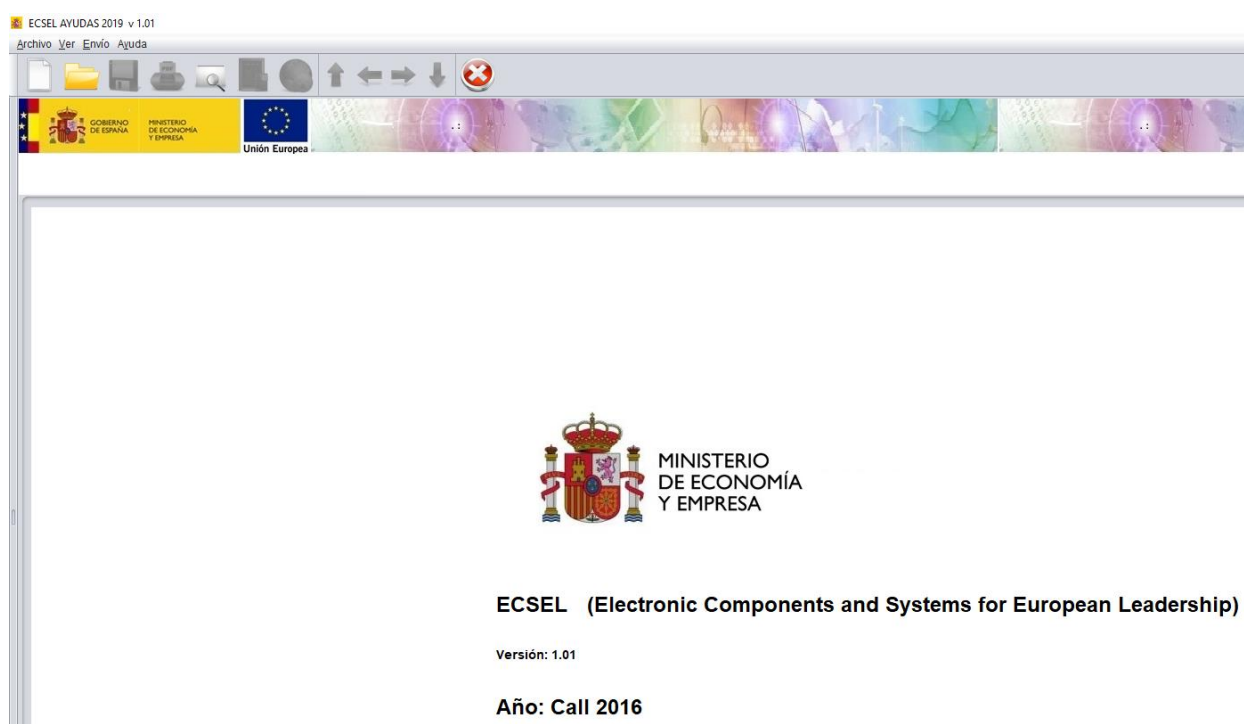 ECSEL AYUDAS 2019 v 1.01
Archivo Ver Envío Ayuda
GOBIERNO
DE ESPAÑA
MINISTERIO
DE ECONOMÍA
Y EMPRESA
Unión Europea
MINISTERIO
DE ECONOMÍA
Y EMPRESA
ECSEL (Electronic Components and Systems for European Leadership)
Versión: 1.01
Año: Call 2016